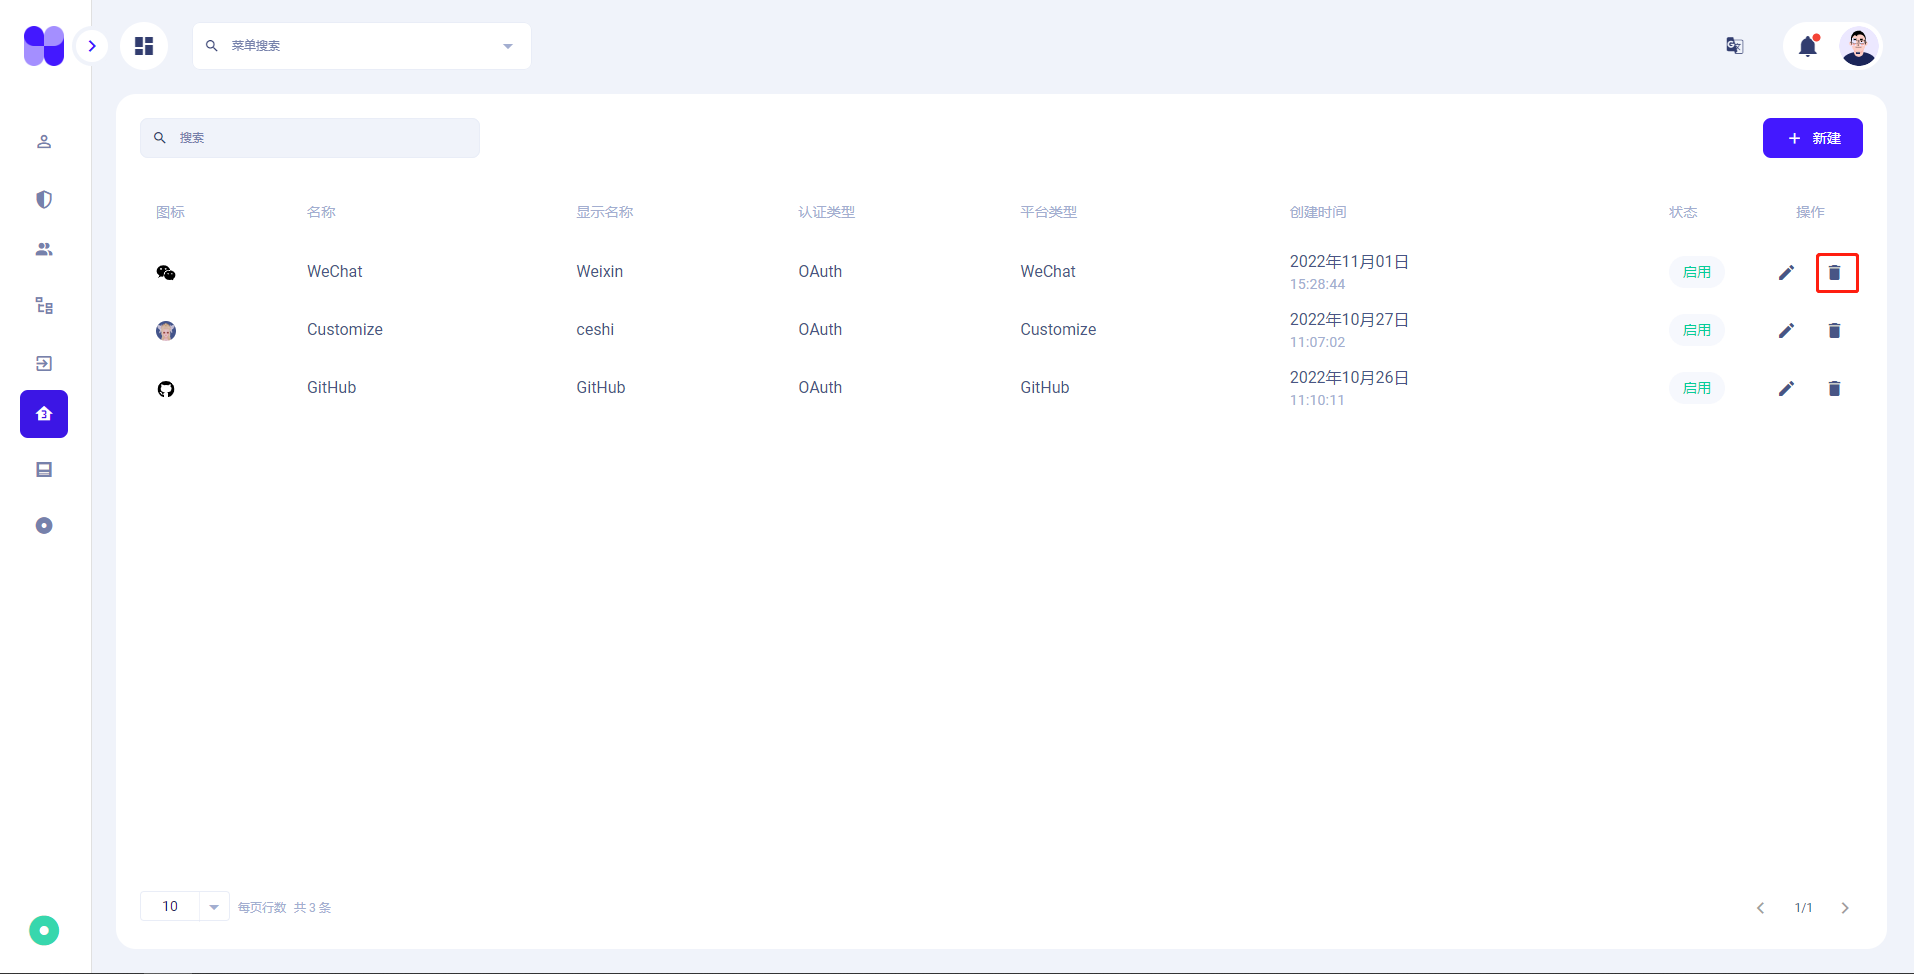 菜单搜索
搜索
新建
图标 名称 显示名称 认证类型 平台类型 创建时间 状态 操作
WeChat Weixin OAuth WeChat 2022年11月01日 15:28:44 启用
Customize ceshi OAuth Customize 2022年10月27日 11:07:02 启用
GitHub GitHub OAuth GitHub 2022年10月26日 11:10:11 启用
10 每页行数 共 3 条 1/1